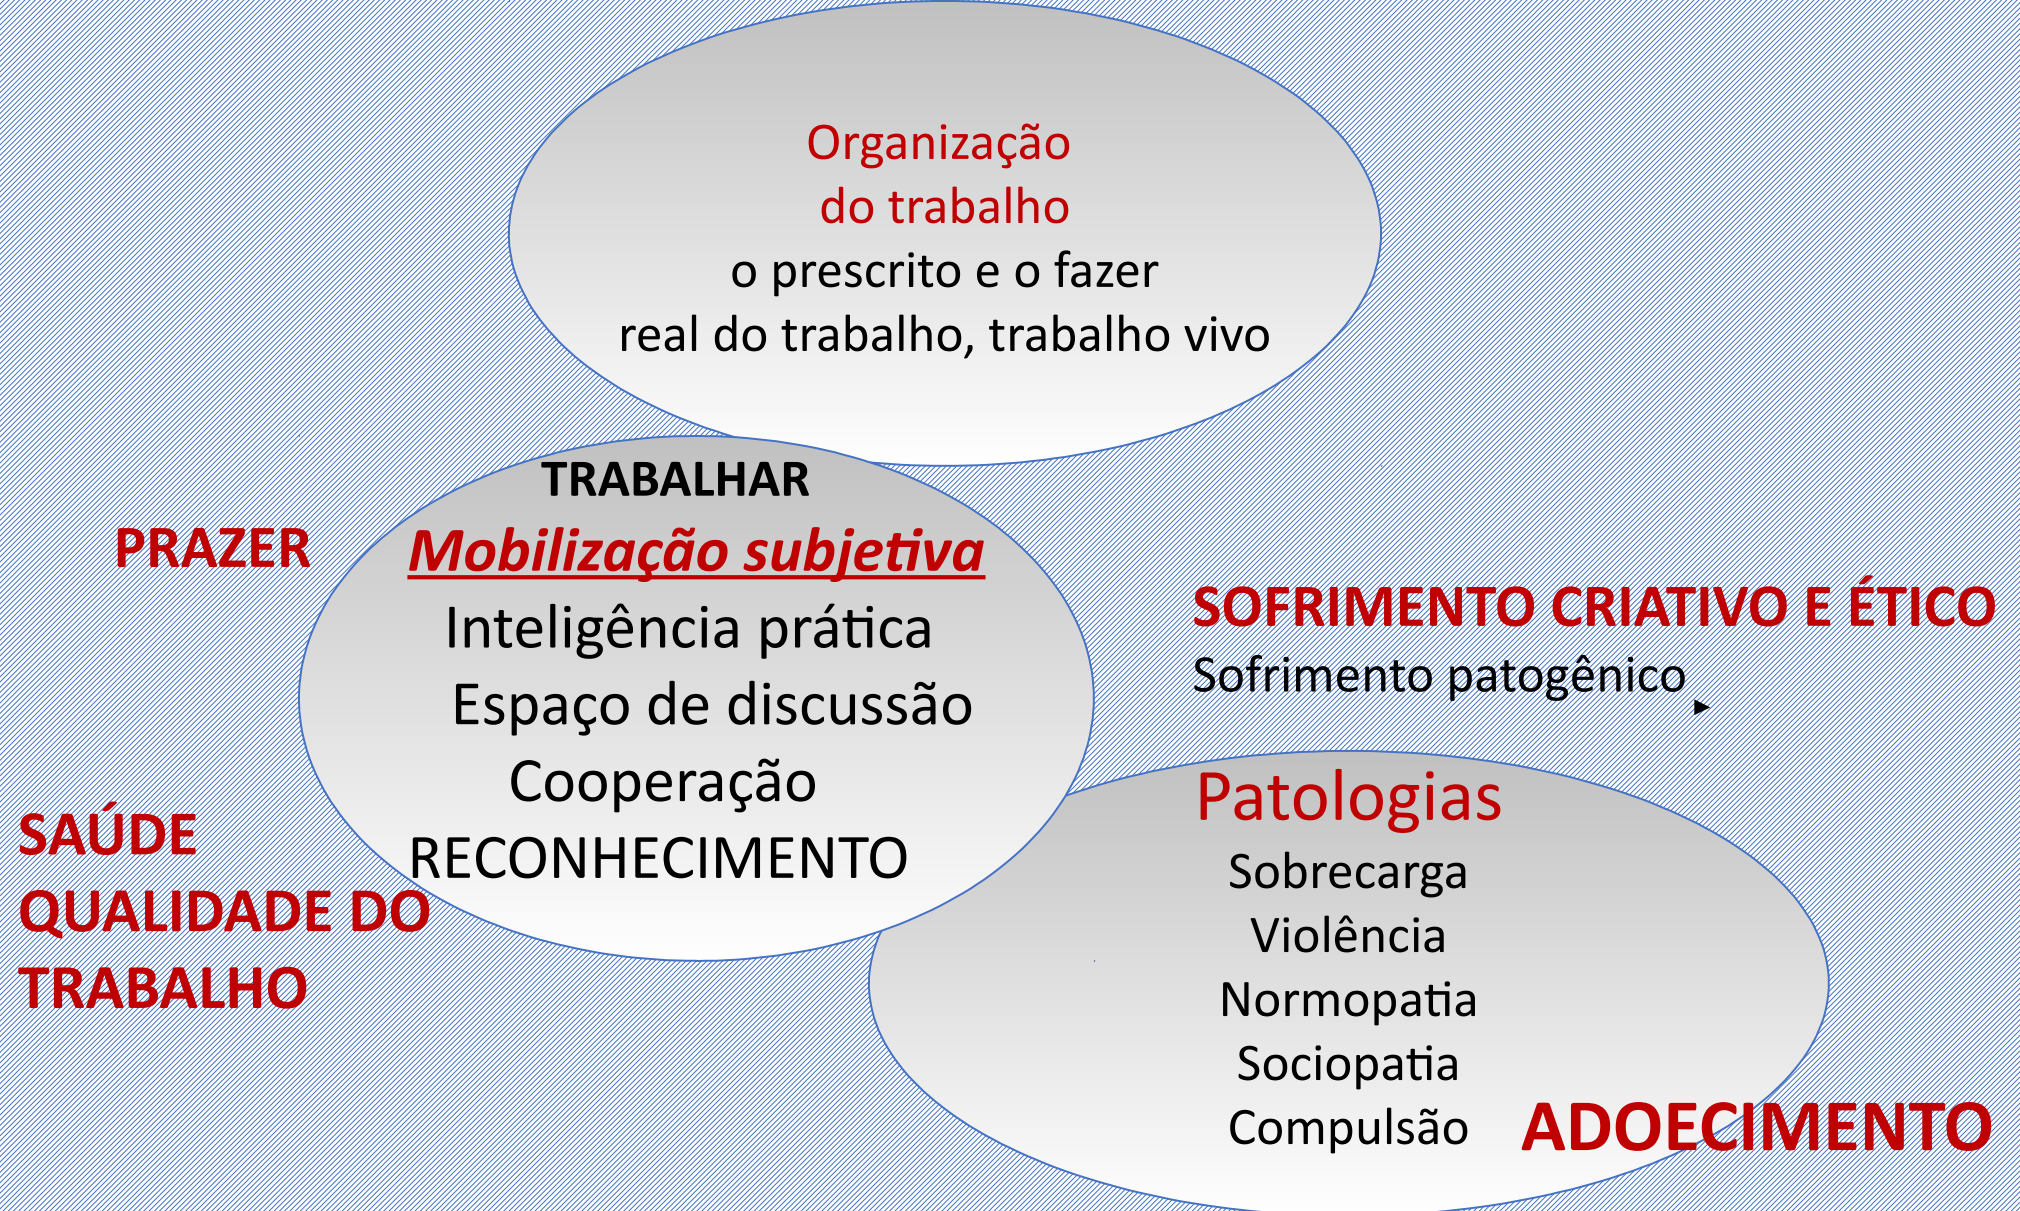 Organização
do trabalho
o prescrito e o fazer
real do trabalho, trabalho vivo
TRABALHAR
Mobilização subjetiva
Inteligência prática
Espaço de discussão
Cooperação
RECONHECIMENTO
PRAZER
SAÚDE
QUALIDADE DO
TRABALHO
SOFRIMENTO CRIATIVO E ÉTICO
Sofrimento patogênico
Patologias
Sobrecarga
Violência
Normopatia
Sociopatia
Compulsão
ADOECIMENTO